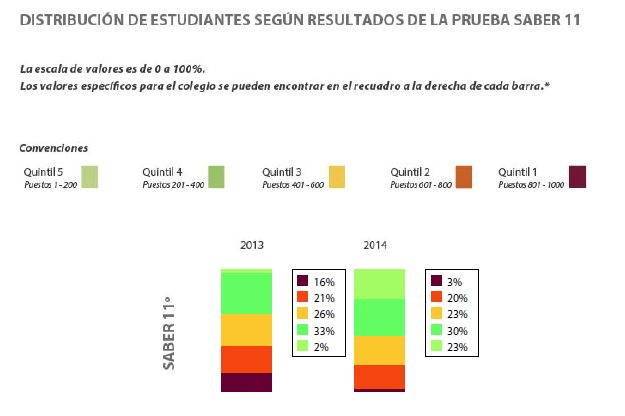 DISTRIBUCIÓN DE ESTUDIANTES SEGÚN RESULTADOS DE LA PRUEBA SABER 11
La escala de valores es de 0 a 100%.
Los valores específicos para el colegio se pueden encontrar en el recuadro a la derecha de cada barra.*
Convenciones
Quintil 5
Puestos 1 - 200
Quintil 4
Puestos 201 - 400
Quintil 3
Puestos 401 - 600
Quintil 2
Puestos 601 - 800
Quintil 1
Puestos 801 - 1000
SABER 11º
2013
16%
21%
26%
33%
2%
2014
3%
20%
23%
30%
23%